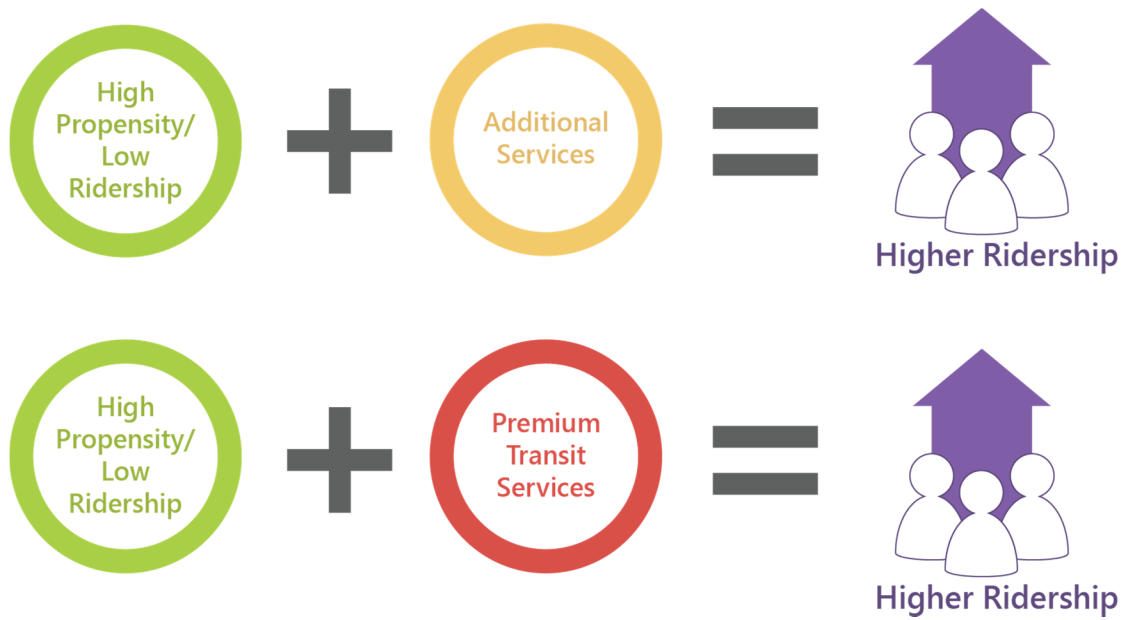 High
Propensity/
Low
Ridership
Additional
Services
Higher Ridership
High
Propensity/
Low
Ridership
Premium
Transit
Services
Higher Ridership